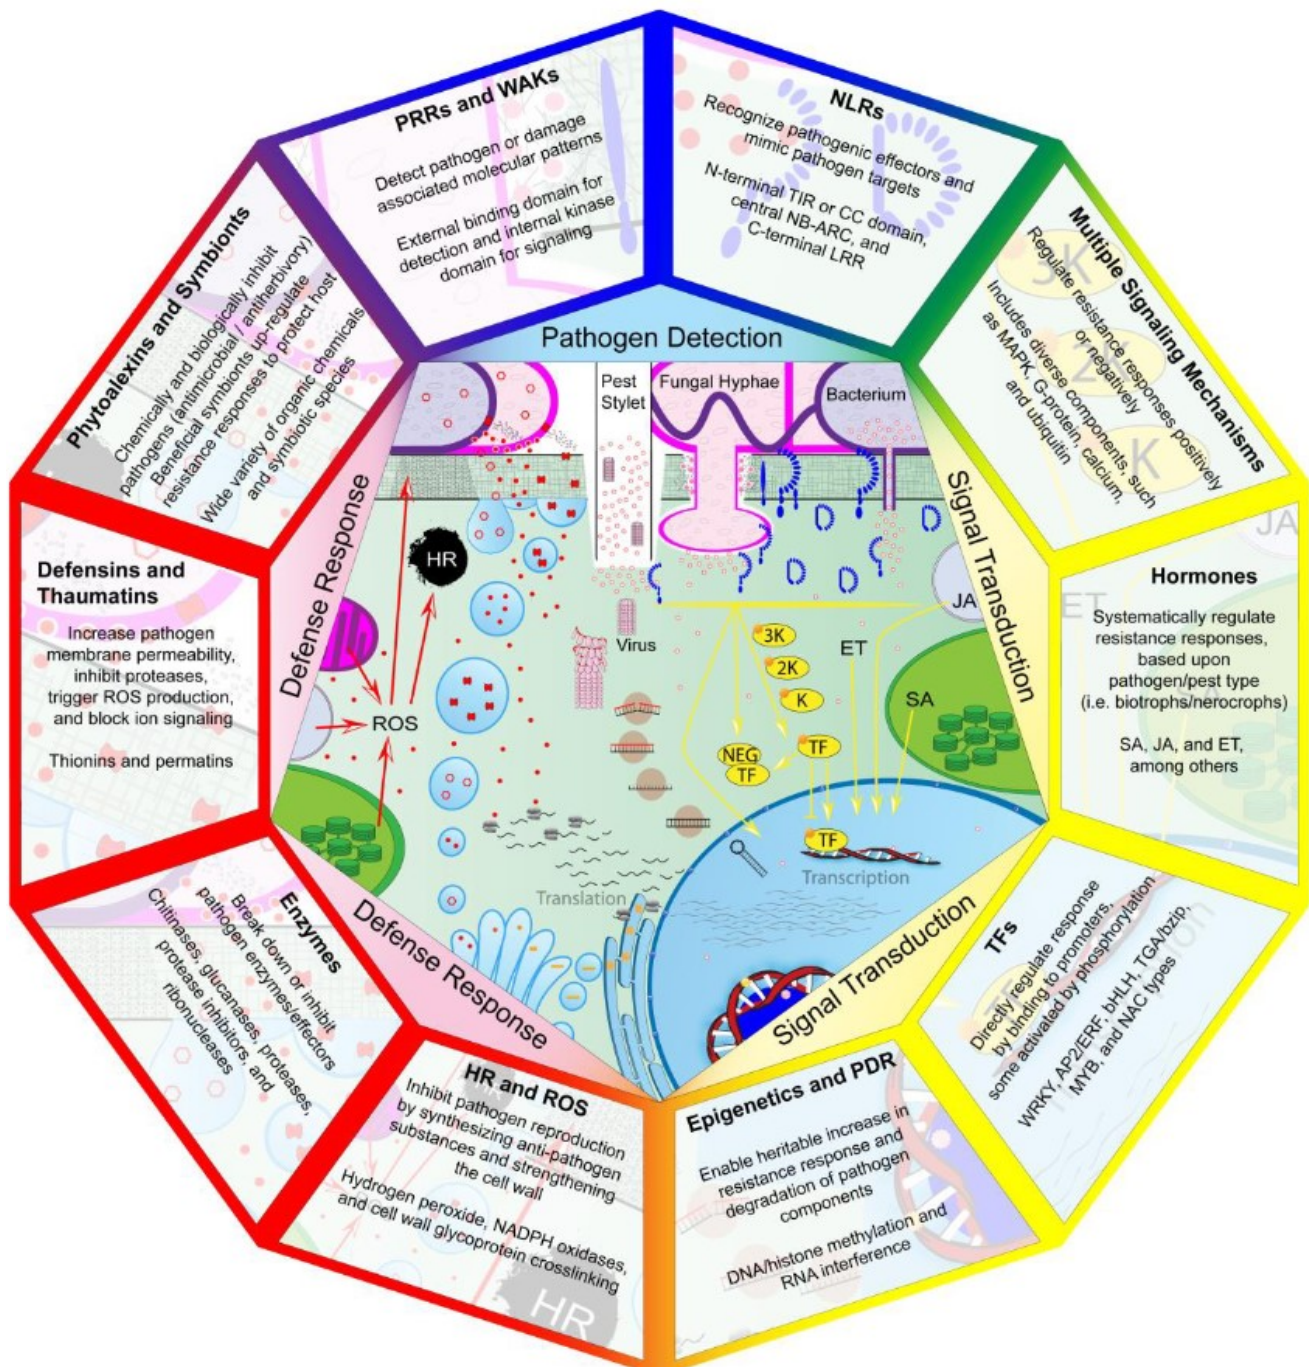 PRRs and WAKs
Detect pathogen or damage
associated molecular patterns
External binding domain for
detection and internal kinase
domain for signaling
NLRs
Recognize pathogenic effectors and
mimic pathogen targets
N-terminal TIR or CC domain,
central NB-ARC, and
C-terminal LRR
Multiple Signaling Mechanisms
Regulate resistance responses positively
or negatively
Includes diverse components, such
as MAPK, G-protein, calcium,
and ubiquitin
3K
2K
K
Hormones
Systematically regulate
resistance responses,
based upon
pathogen/pest type
(i.e. biotrophs/nerocrophs)
SA, JA, and ET,
among others
JA
ET
SA
TFs
Directly regulate response
by binding to promoters,
some activated by phosphorylation
WRKY, AP2/ERF, bHLH, TGA/bzip,
MYB, and NAC types
Epigenetics and PDR
Enable heritable increase in
resistance response and
degradation of pathogen
components
DNA/histone methylation and
RNA interference
HR and ROS
Inhibit pathogen reproduction
by synthesizing anti-pathogen
substances and strengthening
the cell wall
Hydrogen peroxide, NADPH oxidases,
and cell wall glycoprotein crosslinking
HR
Enzymes
Break down or inhibit
pathogen enzymes/effectors
Chiltinases, glucanases, proteases,
protease inhibitors, and
ribonucleases
Defensins and
Thaumatins
Increase pathogen
membrane permeability,
inhibit proteases,
trigger ROS production,
and block ion signaling
Thionins and permatins
Phytoalexins and Symbionts
Chemically and biologically inhibit
pathogens (antimicrobial / antiherbivory)
Beneficial symbionts up-regulate
resistance responses to protect host
Wide variety of organic chemicals
and symbiotic species
Pathogen Detection
Signal Transduction
Signal Transduction
Defense Response
Defense Response
Pest
Stylet
Fungal Hyphae
Bacterium
HR
Virus
JA
3K
ET
2K
K
SA
ROS
NEG
TF
TF
TF
Transcription
Translation